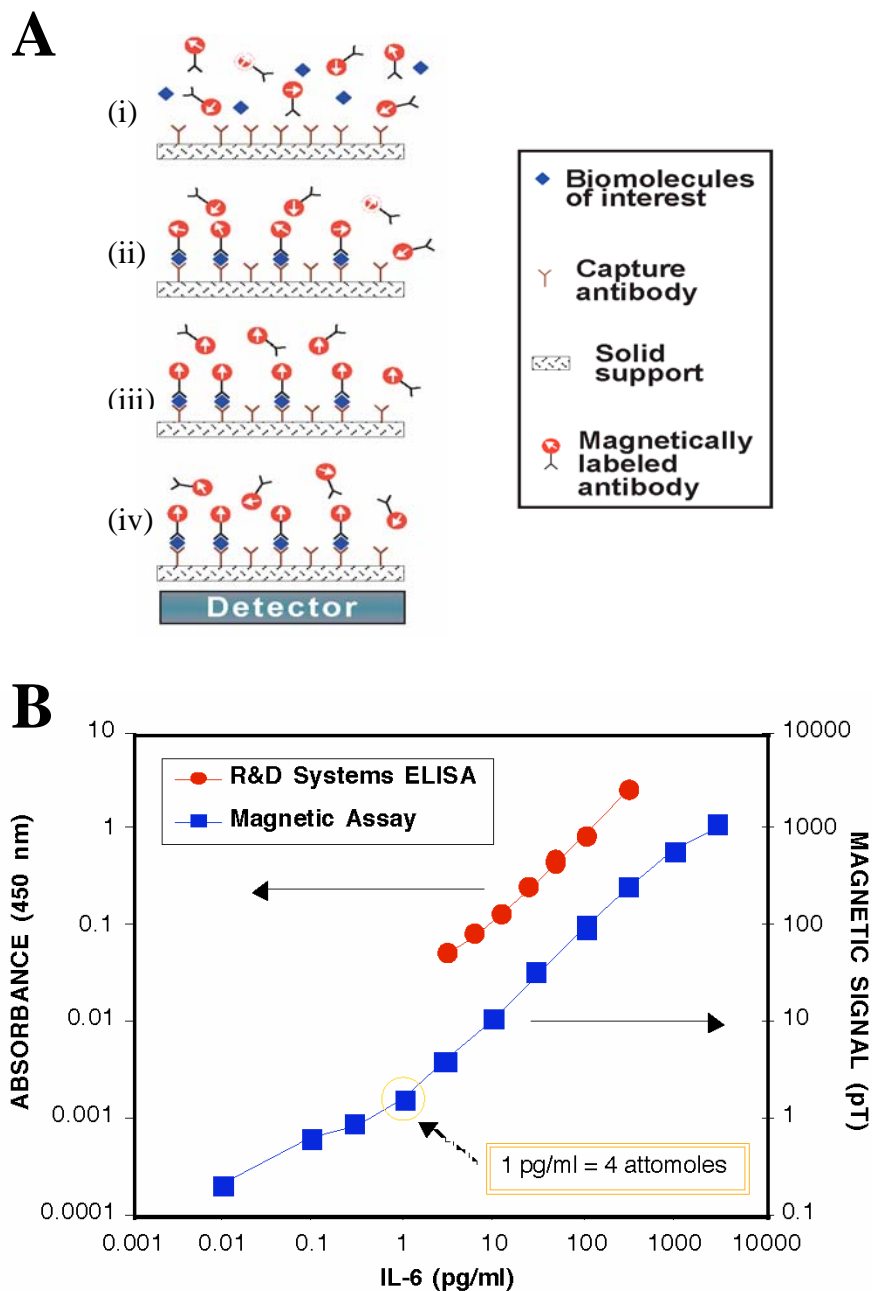 A
(i)
(ii)
(iii)
(iv)
Detector
Biomolecules
of interest
Capture
antibody
Solid
support
Magnetically
labeled
antibody
B
R&D Systems ELISA
Magnetic Assay
ABSORBANCE (450 nm)
10
1
0.1
0.01
0.001
0.0001
MAGNETIC SIGNAL (pT)
10000
1000
100
10
1
0.1
1 pg/ml = 4 attomoles
0.001 0.01 0.1 1 10 100 1000 10000
IL-6 (pg/ml)